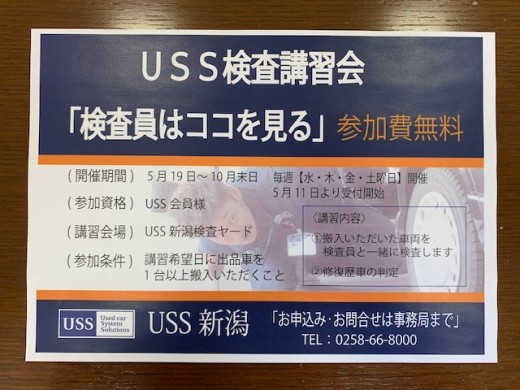 USS検査講習会
「検査員はココを見る」 参加費無料
(開催期間) 5月19日～10月末日 毎週【水・木・金・土曜日】開催
5月11日より受付開始
(参加資格) USS会員様
(講習会場) USS新潟検査ヤード
(参加条件) 講習希望日に出品車を
1台以上搬入いただくこと
〈講習内容〉
①搬入いただいた車両を
検査員と一緒に検査します
②修復歴車の判定
USS Used car
System
Solutions
USS 新潟
「お申込み・お問合せは事務局まで」
TEL：0258-66-8000